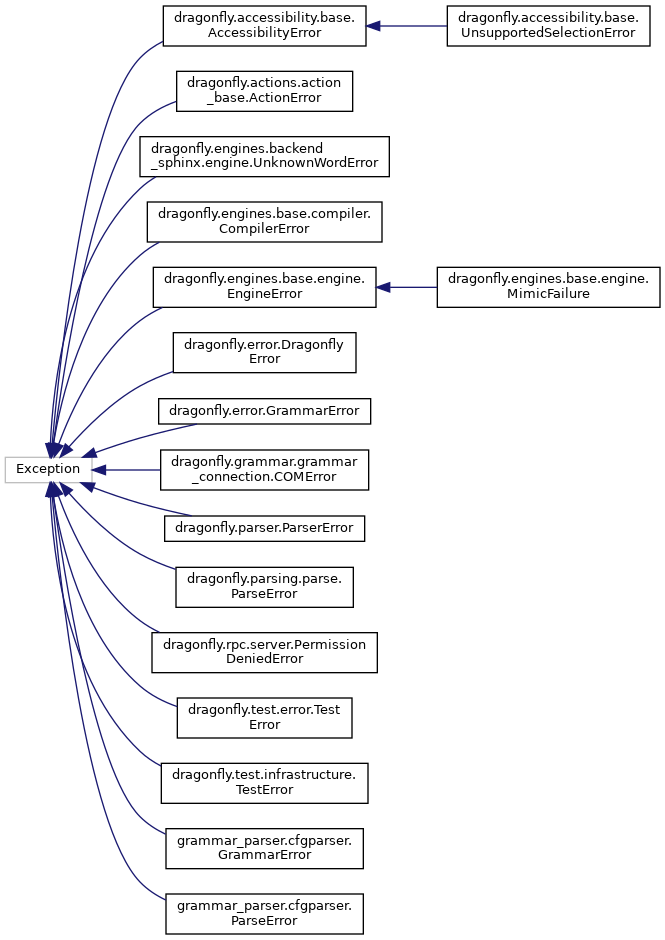 dragonfly.accessibility.base.
AccessibilityError
dragonfly.accessibility.base.
UnsupportedSelectionError
dragonfly.actions.action
_base.ActionError
dragonfly.engines.backend
_sphinx.engine.UnknownWordError
dragonfly.engines.base.compiler.
CompilerError
dragonfly.engines.base.engine.
EngineError
dragonfly.engines.base.engine.
MimicFailure
dragonfly.error.Dragonfly
Error
dragonfly.error.GrammarError
Exception
dragonfly.grammar.grammar
_connection.COMError
dragonfly.parser.ParserError
dragonfly.parsing.parse.
ParseError
dragonfly.rpc.server.Permission
DeniedError
dragonfly.test.error.Test
Error
dragonfly.test.infrastructure.
TestError
grammar_parser.cfgparser.
GrammarError
grammar_parser.cfgparser.
ParseError